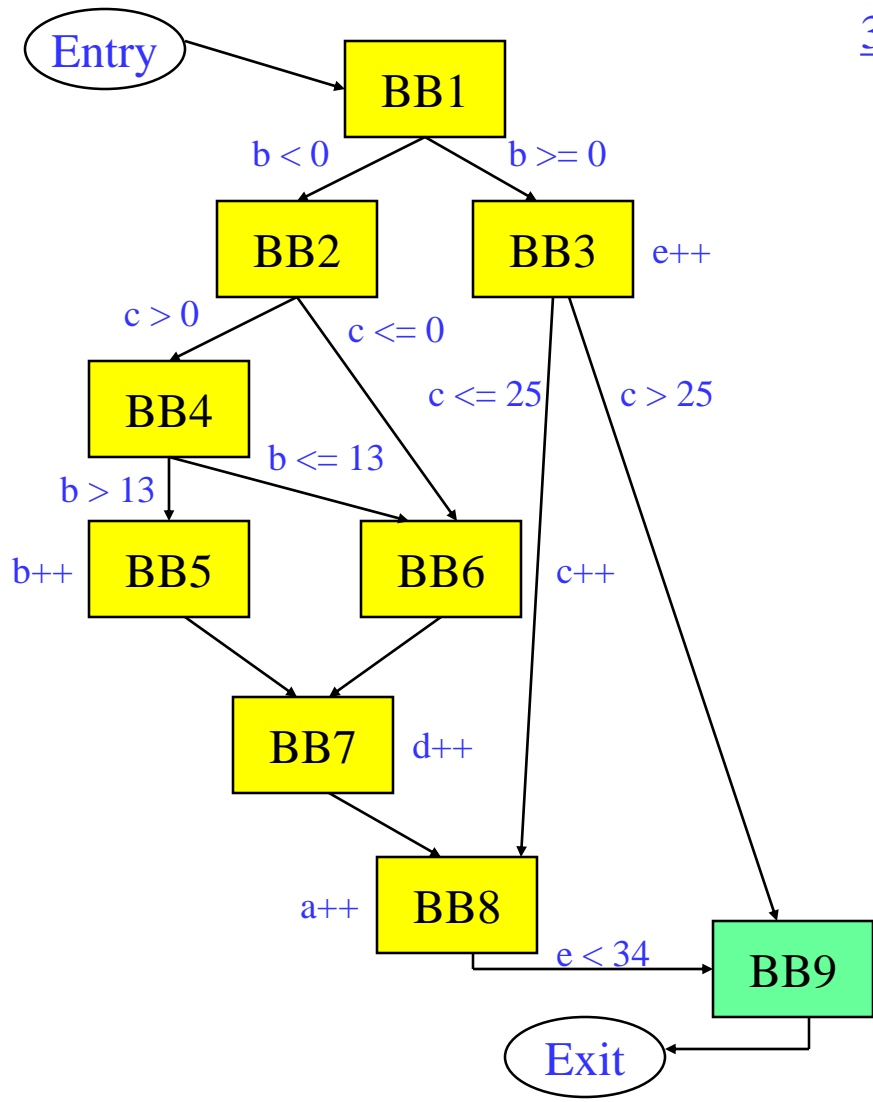 3
Entry
BB1
b < 0
b >= 0
BB2
BB3
e++
c > 0
c <= 0
c <= 25
c > 25
BB4
b <= 13
b > 13
b++
BB5
BB6
c++
BB7
d++
a++
BB8
e < 34
BB9
Exit